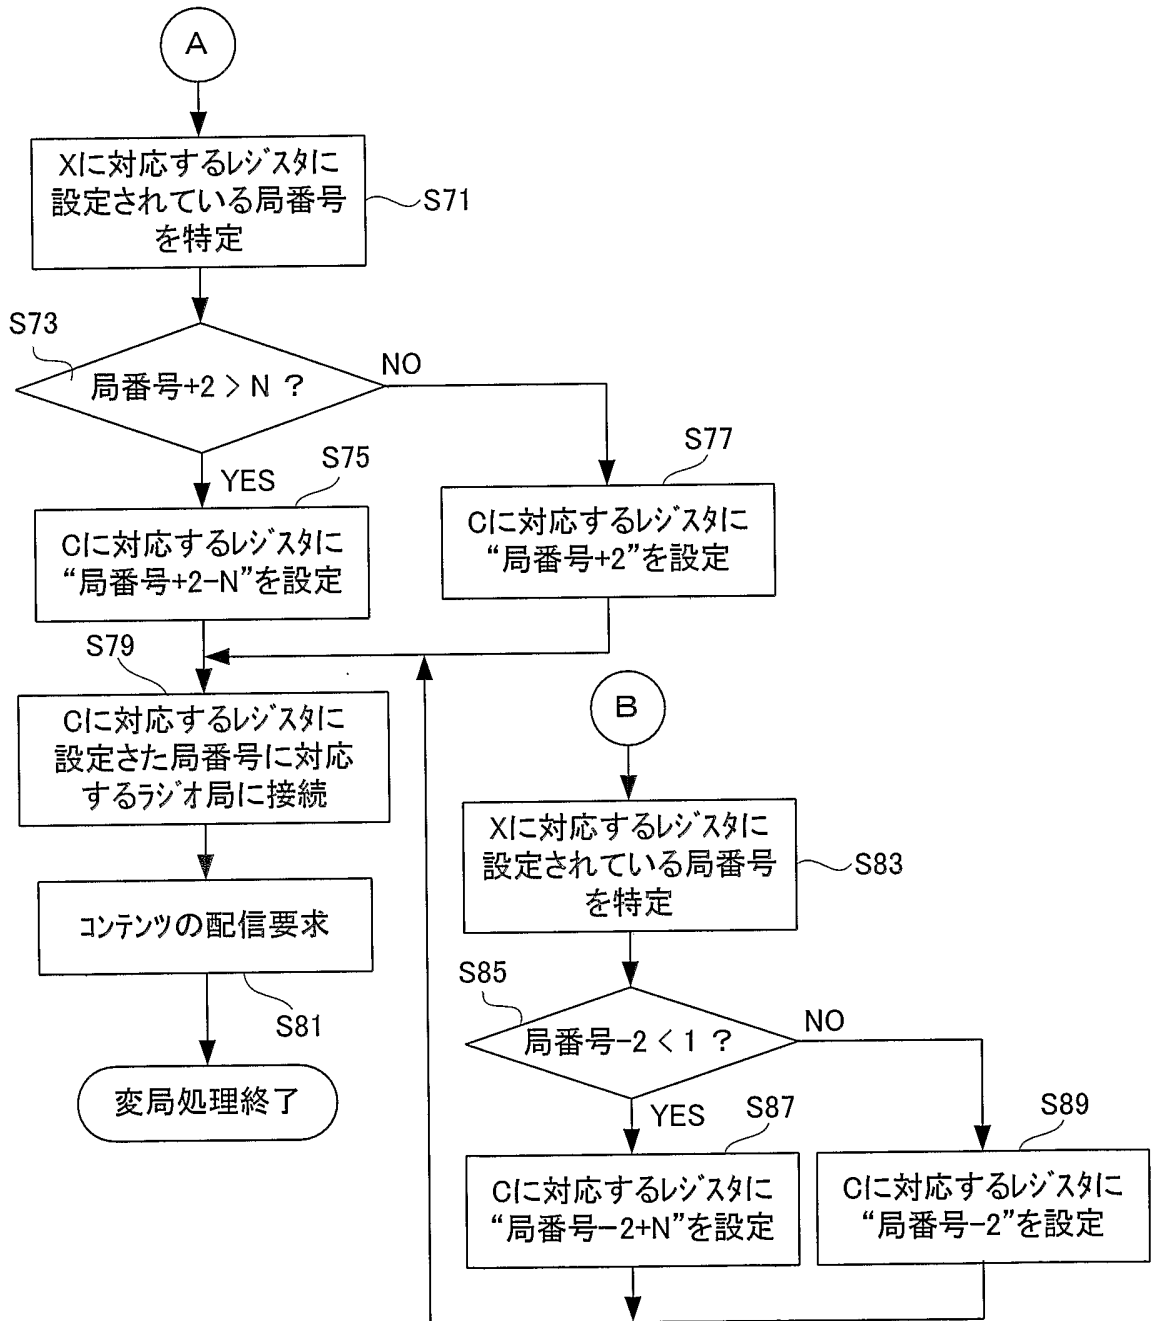 A
Xに対応するレジスタに
設定されている局番号
を特定
S71
S73
局番号+2 > N ?
NO
YES
S75
Cに対応するレジスタに
“局番号+2-N”を設定
S77
Cに対応するレジスタに
“局番号+2”を設定
S79
Cに対応するレジスタに
設定さた局番号に対応
するラジオ局に接続
コンテンツの配信要求
S81
変局処理終了
B
Xに対応するレジスタに
設定されている局番号
を特定
S83
S85
局番号-2 < 1 ?
NO
YES
S87
Cに対応するレジスタに
“局番号−2+N”を設定
S89
Cに対応するレジスタに
“局番号-2”を設定